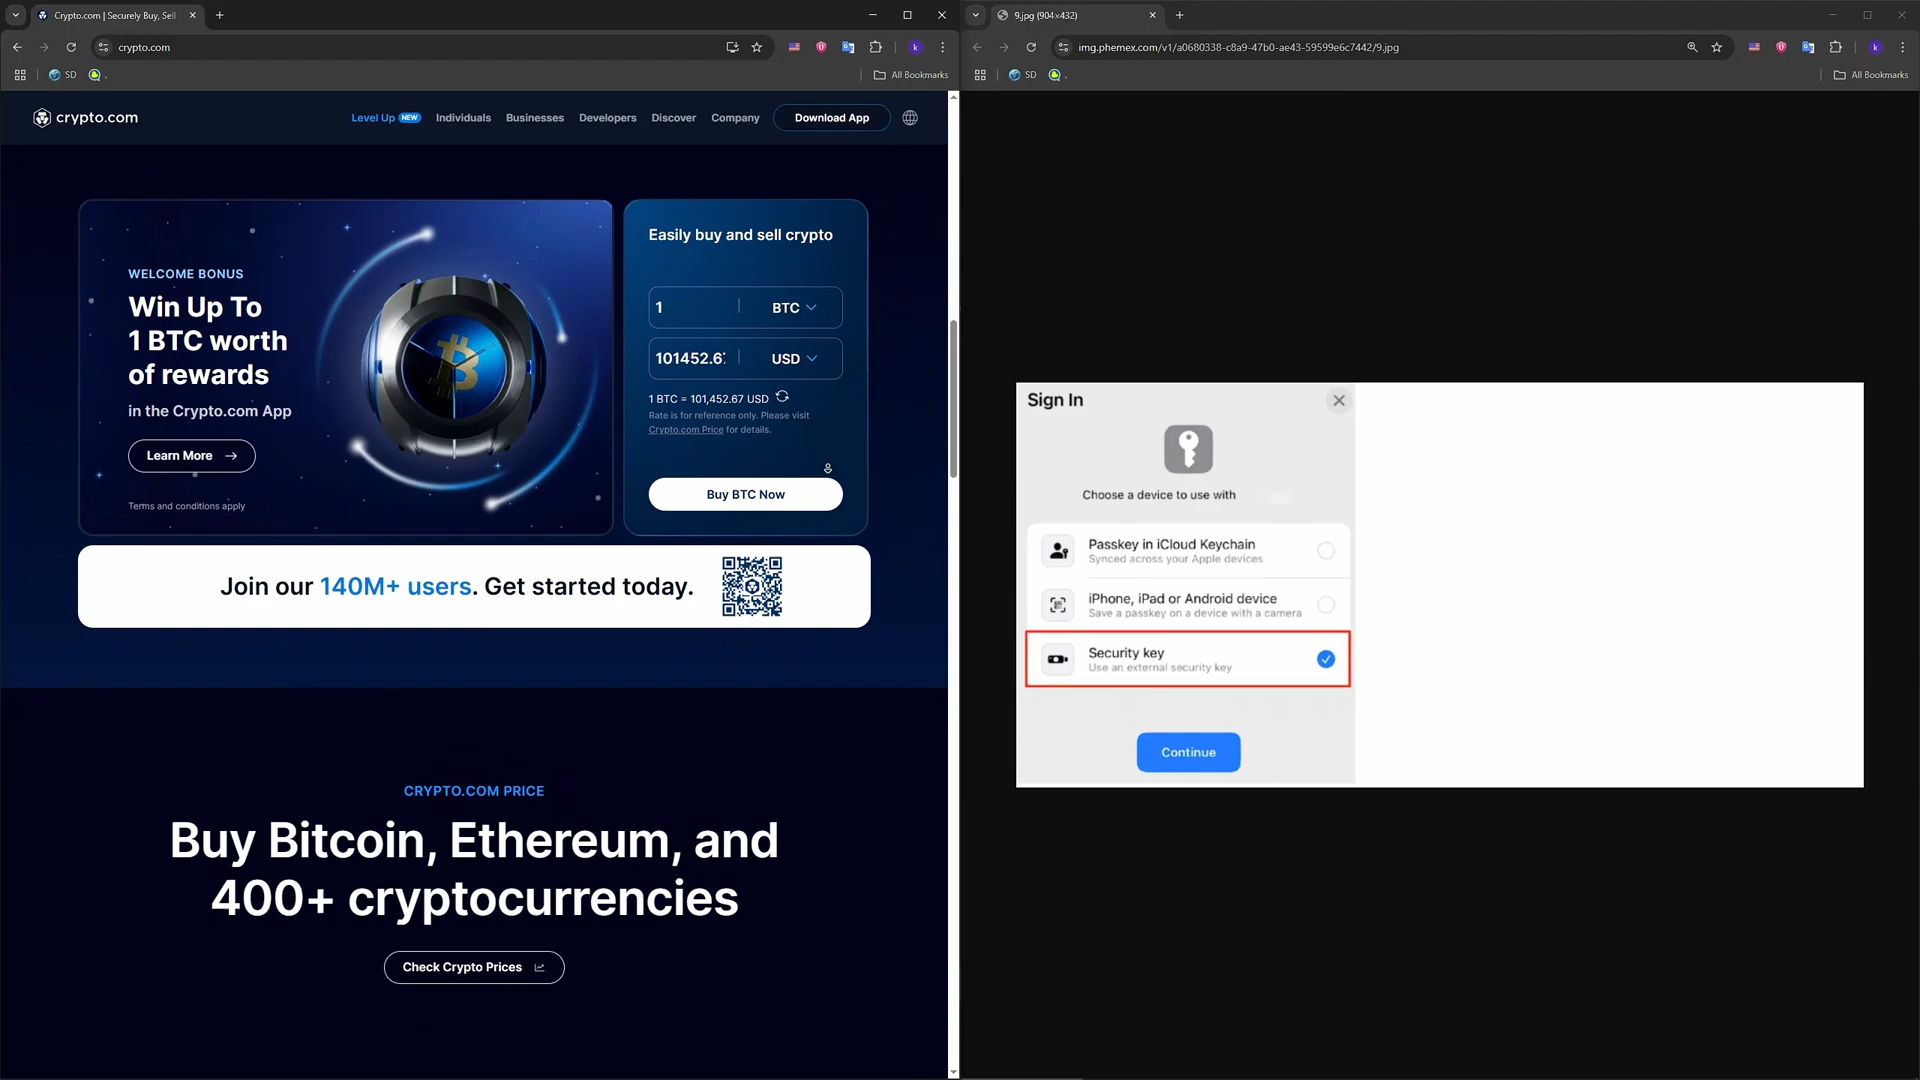 Crypto.com | Securely Buy, Sel
crypto.com
SD
.
All Bookmarks
crypto.com
Level Up NEW
Individuals
Businesses
Developers
Discover
Company
Download App
WELCOME BONUS
Win Up To
1 BTC worth
of rewards
in the Crypto.com App
Learn More
Terms and conditions apply
Easily buy and sell crypto
1 BTC
101452.67 USD
1 BTC = 101,452.67 USD
Rate is for reference only. Please visit
Crypto.com Price for details.
Buy BTC Now
Join our 140M+ users. Get started today.
CRYPTO.COM PRICE
Buy Bitcoin, Ethereum, and
400+ cryptocurrencies
Check Crypto Prices
9.jpg (904×432)
img.phemex.com/v1/a0680338-c8a9-47b0-ae43-59599e6c7442/9.jpg
SD
.
All Bookmarks
Sign In
Choose a device to use with
Passkey in iCloud Keychain
Synced across your Apple devices
iPhone, iPad or Android device
Save a passkey on a device with a camera
Security key
Use an external security key
Continue